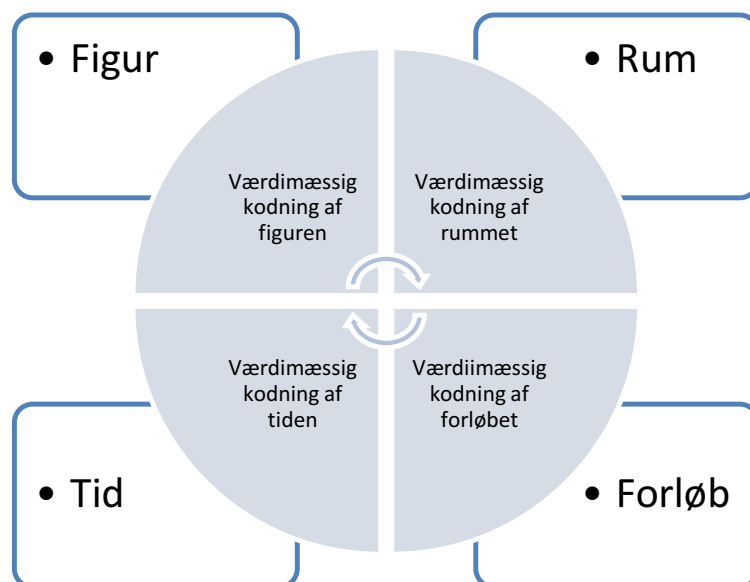 • Figur
• Rum
Værdimæssig
kodning af
figuren
Værdimæssig
kodning af
rummet
Værdimæssig
kodning af
tiden
Værdiimæssig
kodning af
forløbet
• Tid
• Forløb